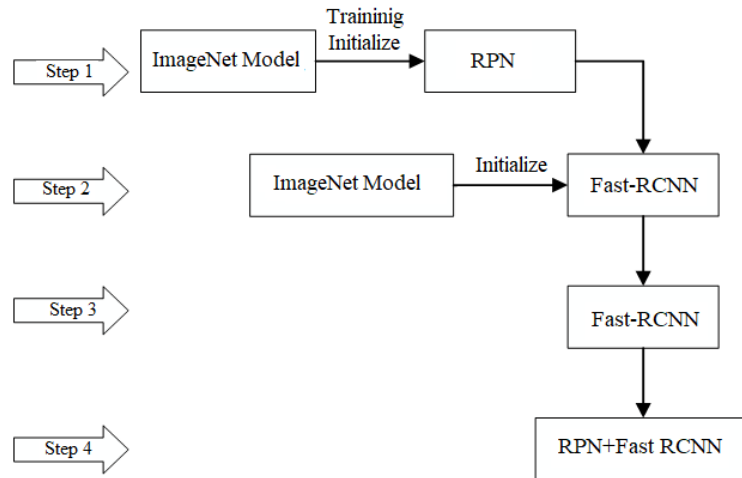 Traininig
Initialize
Step 1
ImageNet Model
RPN
Step 2
ImageNet Model
Initialize
Fast-RCNN
Step 3
Fast-RCNN
Step 4
RPN+Fast RCNN